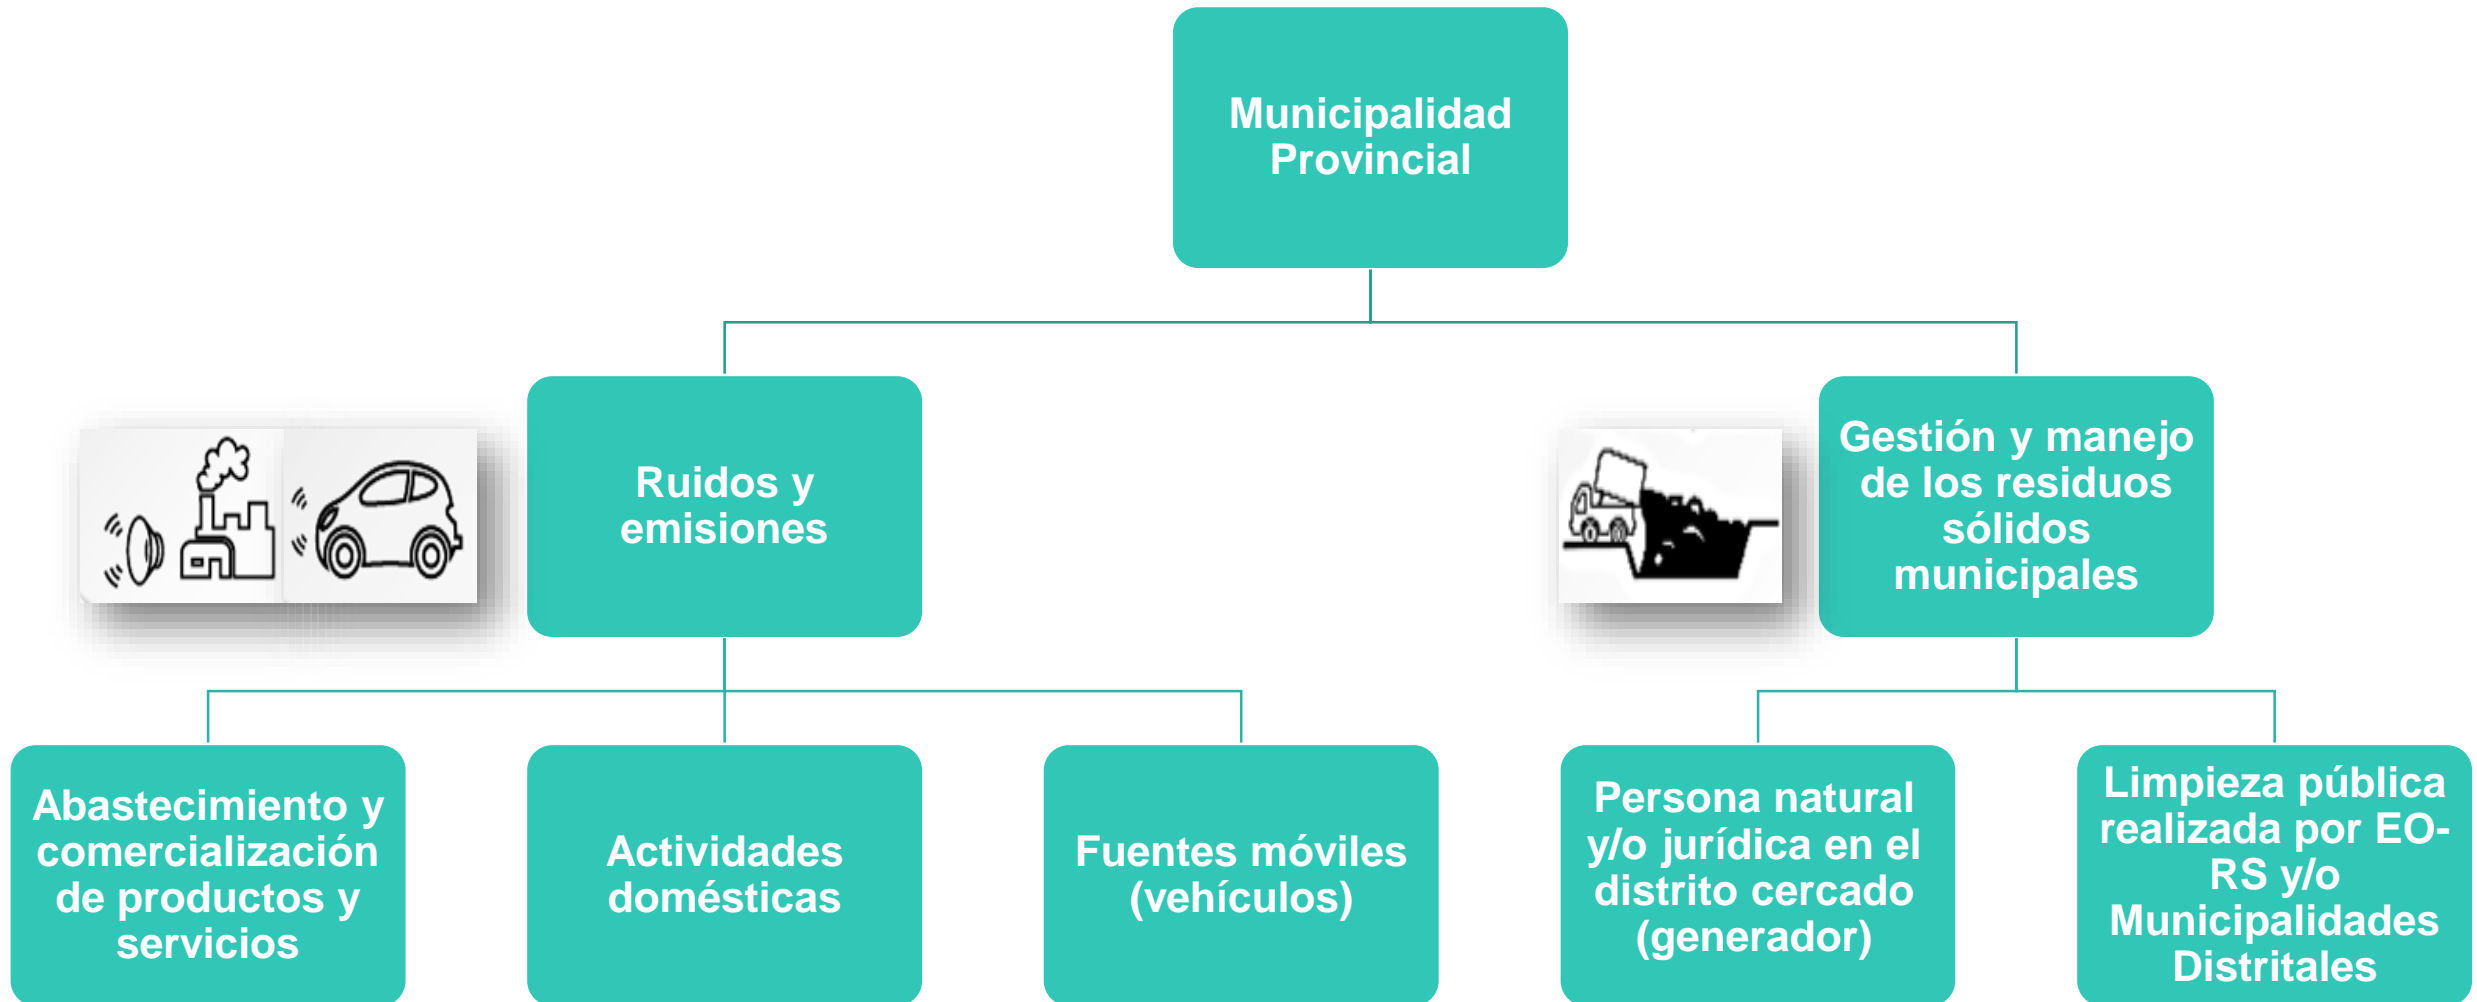 Municipalidad
Provincial
Ruidos y
emisiones
Gestión y manejo
de los residuos
sólidos
municipales
Abastecimiento y
comercialización
de productos y
servicios
Actividades
domésticas
Fuentes móviles
(vehículos)
Persona natural
y/o jurídica en el
distrito cercado
(generador)
Limpieza pública
realizada por EO-
RS y/o
Municipalidades
Distritales